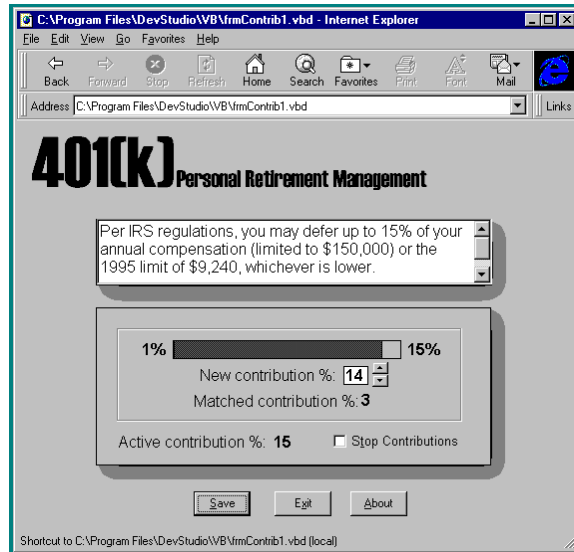 C:\Program Files\DevStudio\VB\frmContrib1.vbd - Internet Explorer
File Edit View Go Favorites Help
Back Forward Stop Refresh Home Search Favorites Print Font Mail
Address C:\Program Files\DevStudio\VB\frmContrib1.vbd Links
401(k) Personal Retirement Management
Per IRS regulations, you may defer up to 15% of your
annual compensation (limited to $150,000) or the
1995 limit of $9,240, whichever is lower.
1% 15%
New contribution %: 14
Matched contribution %: 3
Active contribution %: 15 Stop Contributions
Save Exit About
Shortcut to C:\Program Files\DevStudio\VB\frmContrib1.vbd (local)